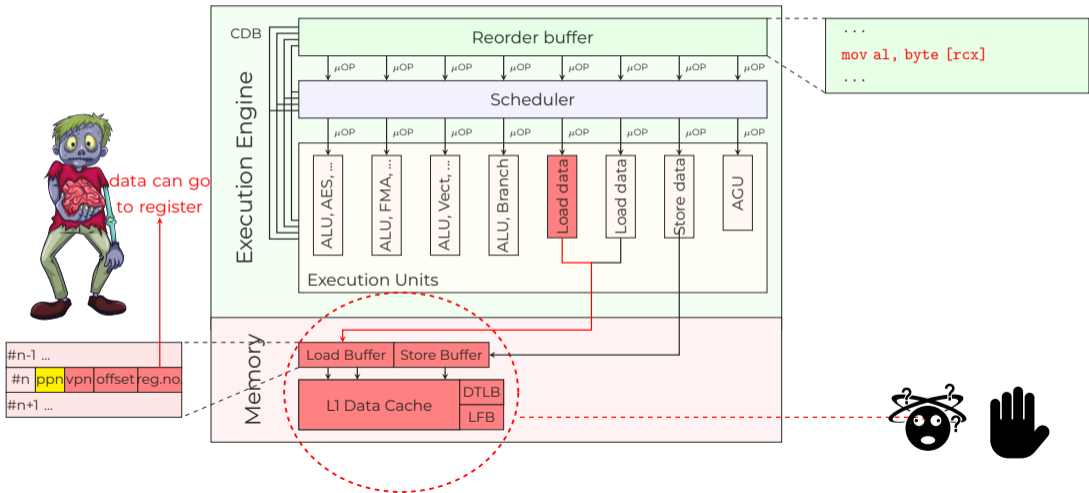 CDB
Reorder buffer
...
mov al, byte [rcx]
...
μOP μOP μOP μOP μOP μOP μOP μOP
Execution Engine
Scheduler
μOP μOP μOP μOP μOP μOP μOP μOP
ALU, AES, ...
ALU, FMA, ...
ALU, Vect, ...
ALU, Branch
Load data
Load data
Store data
AGU
Execution Units
data can go
to register
Memory
#n-1 ...
#n ppn vpn offset reg.no.
#n+1 ...
Load Buffer Store Buffer
L1 Data Cache
DTLB
LFB
? ?
?